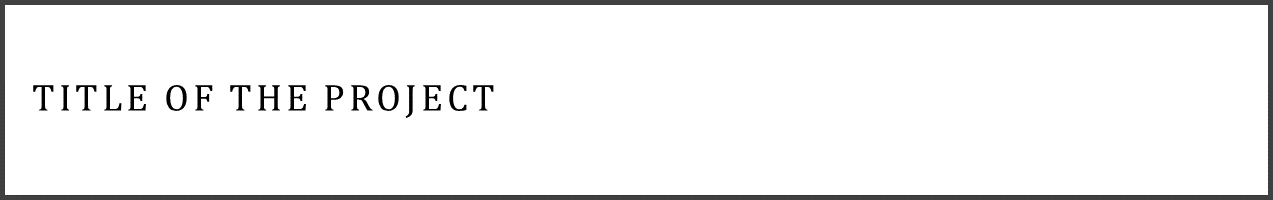 TITLE OF THE PROJECT